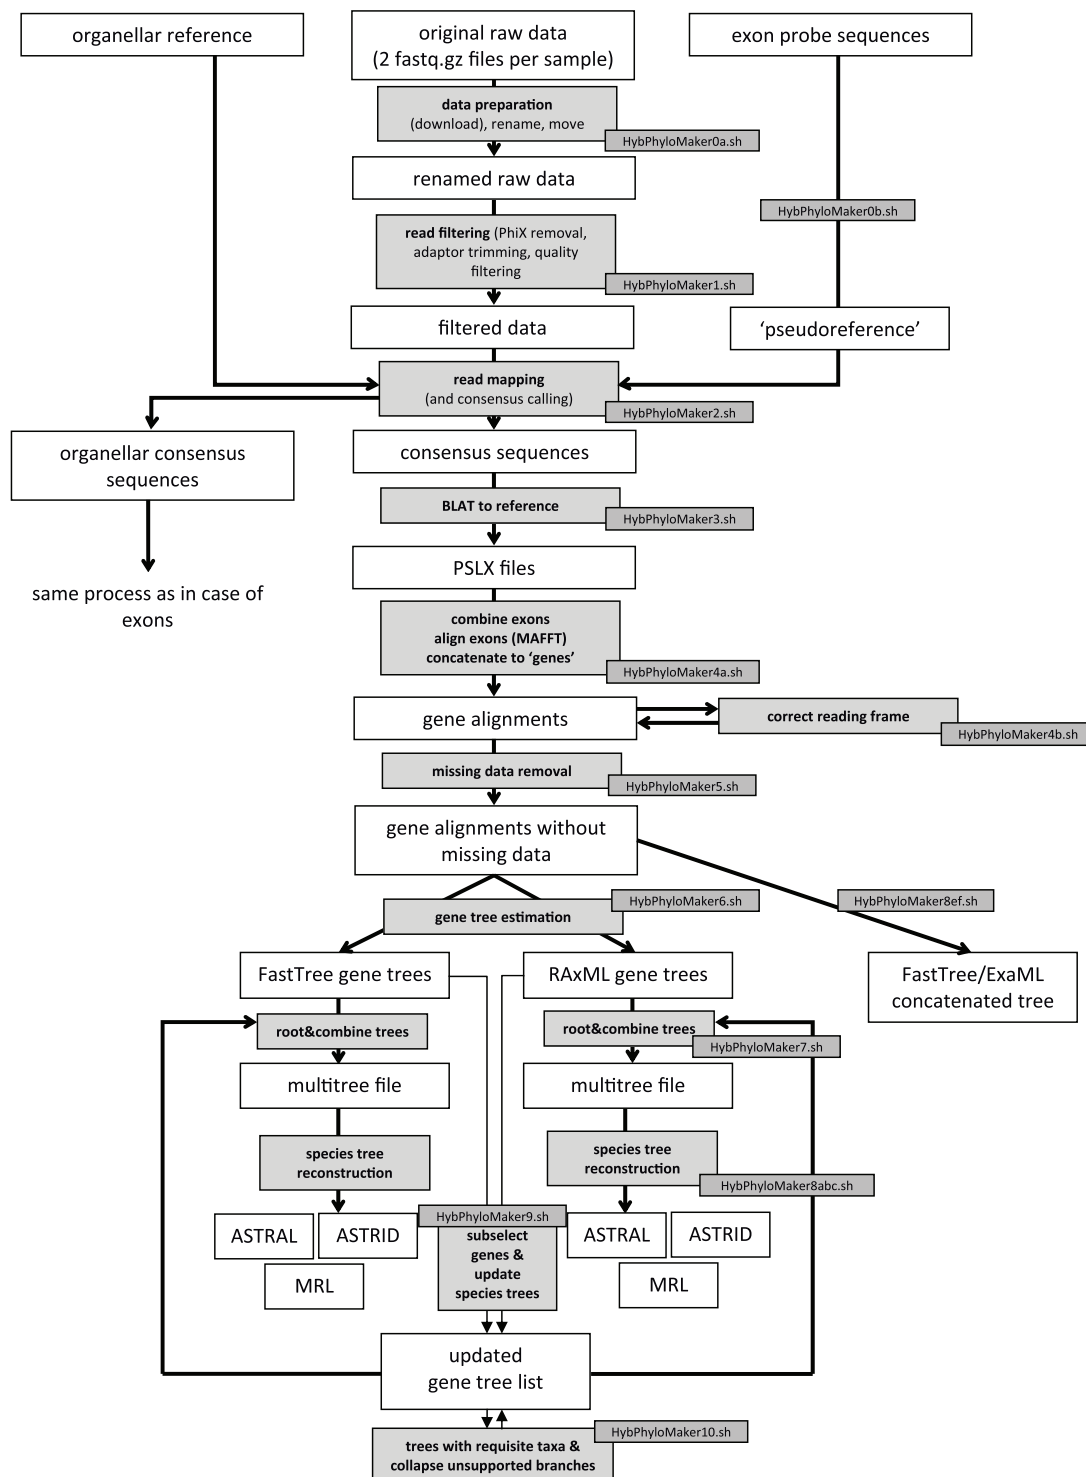 organellar reference
original raw data
(2 fastq.gz files per sample)
exon probe sequences
data preparation
(download), rename, move
HybPhyloMaker0a.sh
renamed raw data
HybPhyloMaker0b.sh
read filtering (PhiX removal,
adaptor trimming, quality
filtering
HybPhyloMaker1.sh
filtered data
‘pseudoreference’
read mapping
(and consensus calling)
HybPhyloMaker2.sh
organellar consensus
sequences
consensus sequences
BLAT to reference
HybPhyloMaker3.sh
PSLX files
same process as in case of
exons
combine exons
align exons (MAFFT)
concatenate to ‘genes’
HybPhyloMaker4a.sh
gene alignments
correct reading frame
HybPhyloMaker4b.sh
missing data removal
HybPhyloMaker5.sh
gene alignments without
missing data
HybPhyloMaker6.sh
HybPhyloMaker8ef.sh
gene tree estimation
FastTree gene trees
RAxML gene trees
FastTree/ExaML
concatenated tree
root&combine trees
root&combine trees
HybPhyloMaker7.sh
multitree file
multitree file
species tree
reconstruction
species tree
reconstruction
HybPhyloMaker8abc.sh
HybPhyloMaker9.sh
ASTRAL
ASTRID
subselect
genes &
update
species trees
ASTRAL
ASTRID
MRL
MRL
updated
gene tree list
HybPhyloMaker10.sh
trees with requisite taxa &
collapse unsupported branches